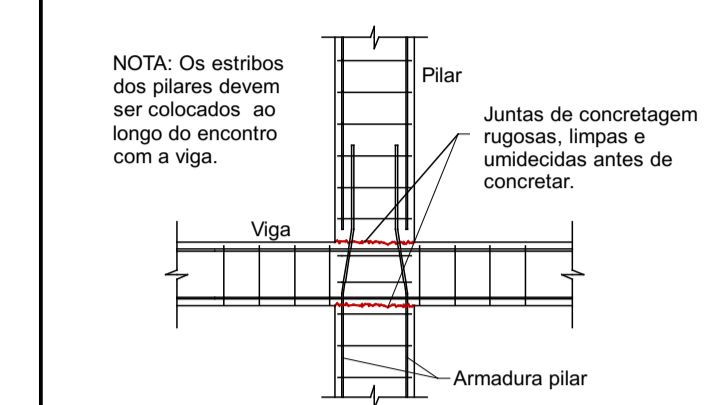 NOTA: Os estribos
dos pilares devem
ser colocados ao
longo do encontro
com a viga.
Pilar
Juntas de concretagem
rugosas, limpas e
umidecidas antes de
concretar.
Viga
Armadura pilar